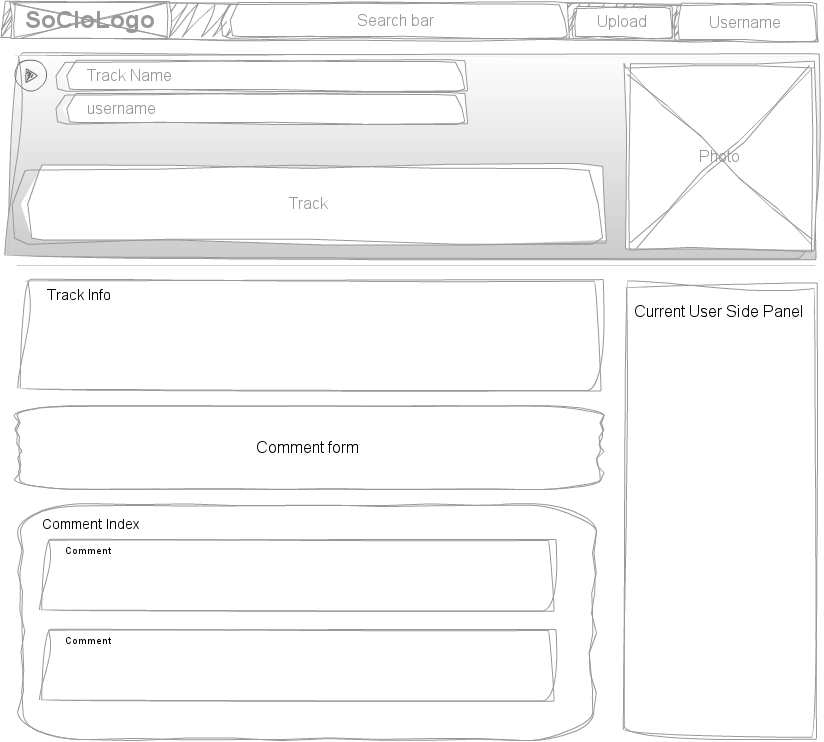 SoCloLogo
Search bar
Upload
Username
Track Name
username
Photo
Track
Track Info
Current User Side Panel
Comment form
Comment Index
Comment
Comment